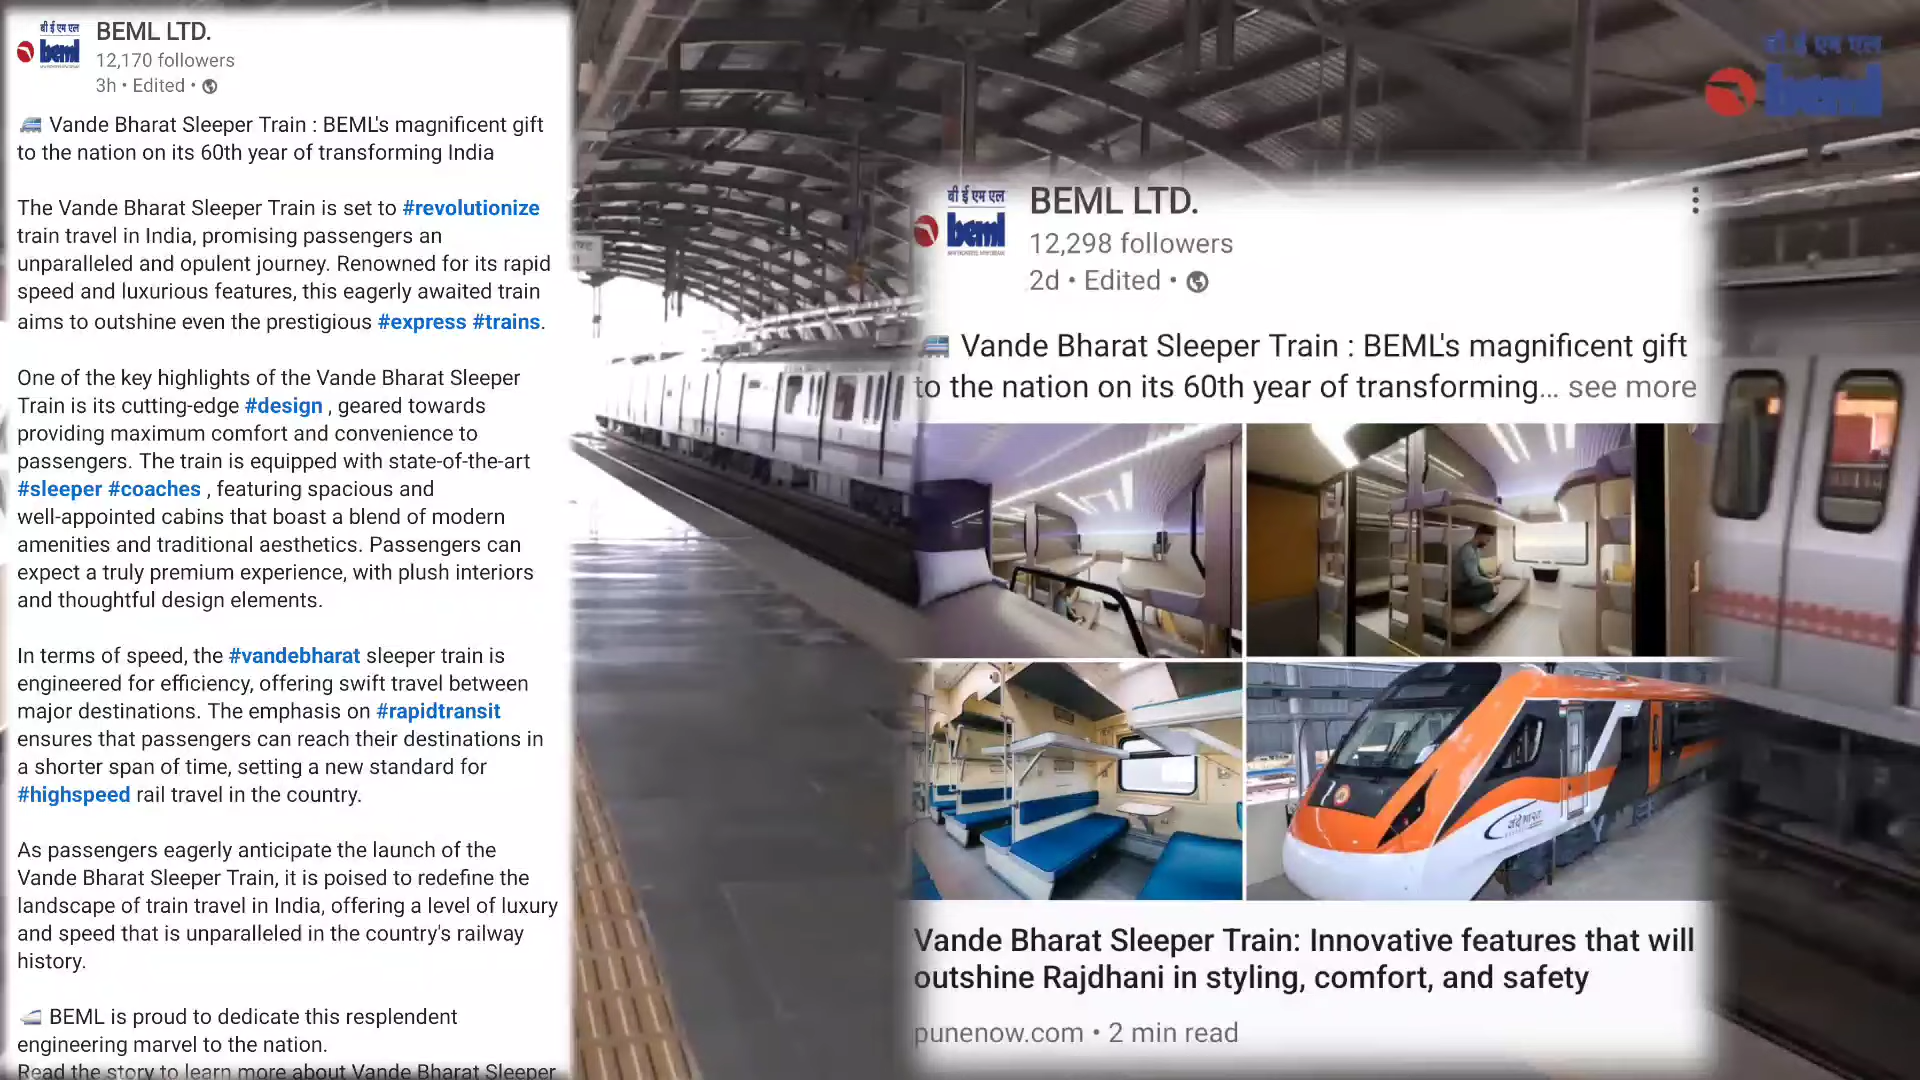 बी ई एम एल
beml
BEML LTD.
12,170 followers
3h • Edited •
Vande Bharat Sleeper Train : BEML's magnificent gift
to the nation on its 60th year of transforming India
The Vande Bharat Sleeper Train is set to #revolutionize
train travel in India, promising passengers an
unparalleled and opulent journey. Renowned for its rapid
speed and luxurious features, this eagerly awaited train
aims to outshine even the prestigious #express #trains.
One of the key highlights of the Vande Bharat Sleeper
Train is its cutting-edge #design , geared towards
providing maximum comfort and convenience to
passengers. The train is equipped with state-of-the-art
#sleeper #coaches , featuring spacious and
well-appointed cabins that boast a blend of modern
amenities and traditional aesthetics. Passengers can
expect a truly premium experience, with plush interiors
and thoughtful design elements.
In terms of speed, the #vandebharat sleeper train is
engineered for efficiency, offering swift travel between
major destinations. The emphasis on #rapidtransit
ensures that passengers can reach their destinations in
a shorter span of time, setting a new standard for
#highspeed rail travel in the country.
As passengers eagerly anticipate the launch of the
Vande Bharat Sleeper Train, it is poised to redefine the
landscape of train travel in India, offering a level of luxury
and speed that is unparalleled in the country's railway
history.
BEML is proud to dedicate this resplendent
engineering marvel to the nation.
Read the story to learn more about Vande Bharat Sleeper
बी ई एम एल
beml
BEML LTD.
12,298 followers
2d • Edited •
Vande Bharat Sleeper Train : BEML's magnificent gift
to the nation on its 60th year of transforming... see more
वंदे भारत
Vande Bharat Sleeper Train: Innovative features that will
outshine Rajdhani in styling, comfort, and safety
punenow.com • 2 min read
बी ई एम एल
beml